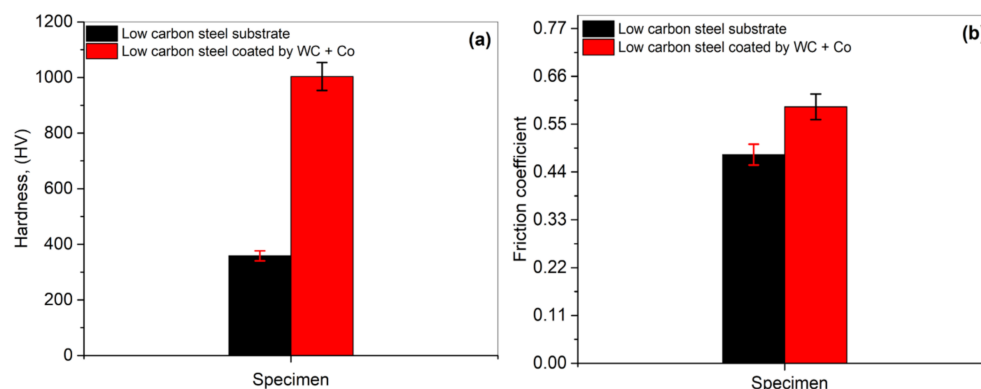 1200
1000
800
600
400
200
0
Hardness, (HV)
Low carbon steel substrate
Low carbon steel coated by WC + Co
(a)
Specimen
0.77
0.66
0.55
0.44
0.33
0.22
0.11
0.00
Friction coefficient
Low carbon steel substrate
Low carbon steel coated by WC + Co
(b)
Specimen